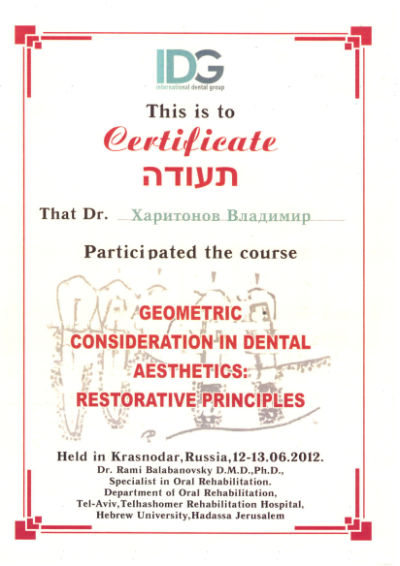 IDG
international dental group
This is to
Certificate
תעודה
That Dr. Харитонов Владимир
Participated the course
GEOMETRIC
CONSIDERATION IN DENTAL
AESTHETICS:
RESTORATIVE PRINCIPLES
Held in Krasnodar,Russia,12-13.06.2012.
Dr. Rami Balabanovsky D.M.D.,Ph.D.,
Specialist in Oral Rehabilitation.
Department of Oral Rehabilitation,
Tel-Aviv,Telhashomer Rehabilitation Hospital,
Hebrew University,Hadassa Jerusalem